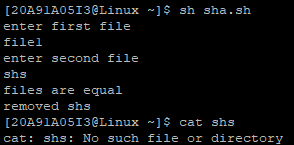 [20A91A05I3@Linux ~]$ sh sha.sh
enter first file
file1
enter second file
shs
files are equal
removed shs
[20A91A05I3@Linux ~]$ cat shs
cat: shs: No such file or directory